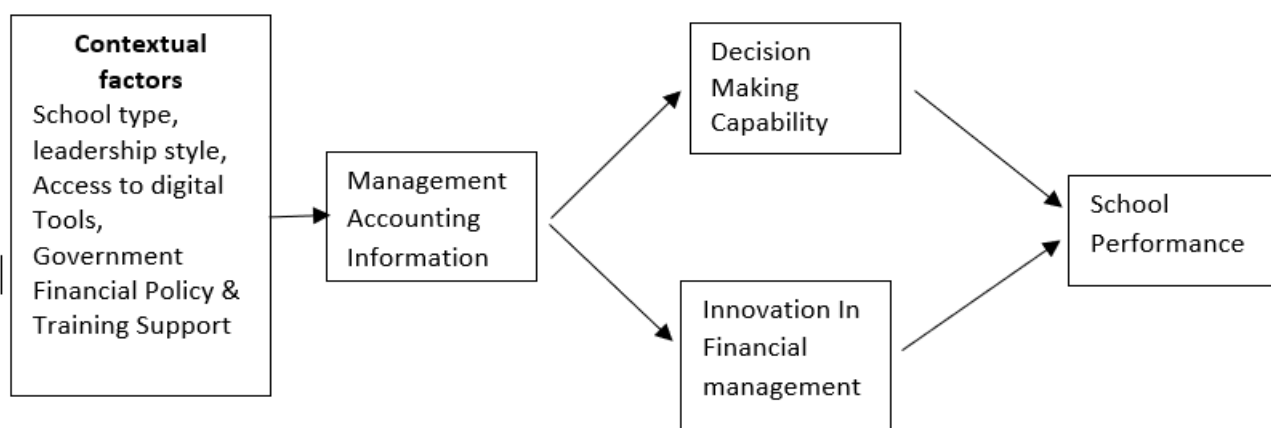 Contextual
factors
School type,
leadership style,
Access to digital
Tools,
Government
Financial Policy &
Training Support
Management
Accounting
Information
Decision
Making
Capability
Innovation In
Financial
management
School
Performance